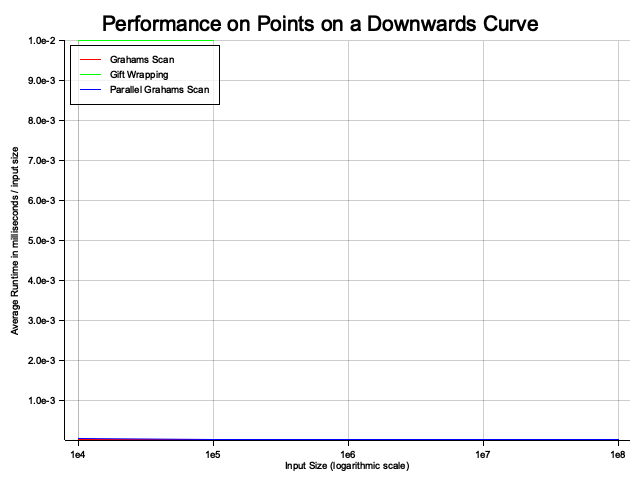 Performance on Points on a Downwards Curve
1.0e-2
Grahams Scan
Gift Wrapping
Parallel Grahams Scan
9.0e-3
8.0e-3
7.0e-3
6.0e-3
5.0e-3
4.0e-3
3.0e-3
2.0e-3
1.0e-3
Average Runtime in milliseconds / input size
1e4
1e5
1e6
1e7
1e8
Input Size (logarithmic scale)